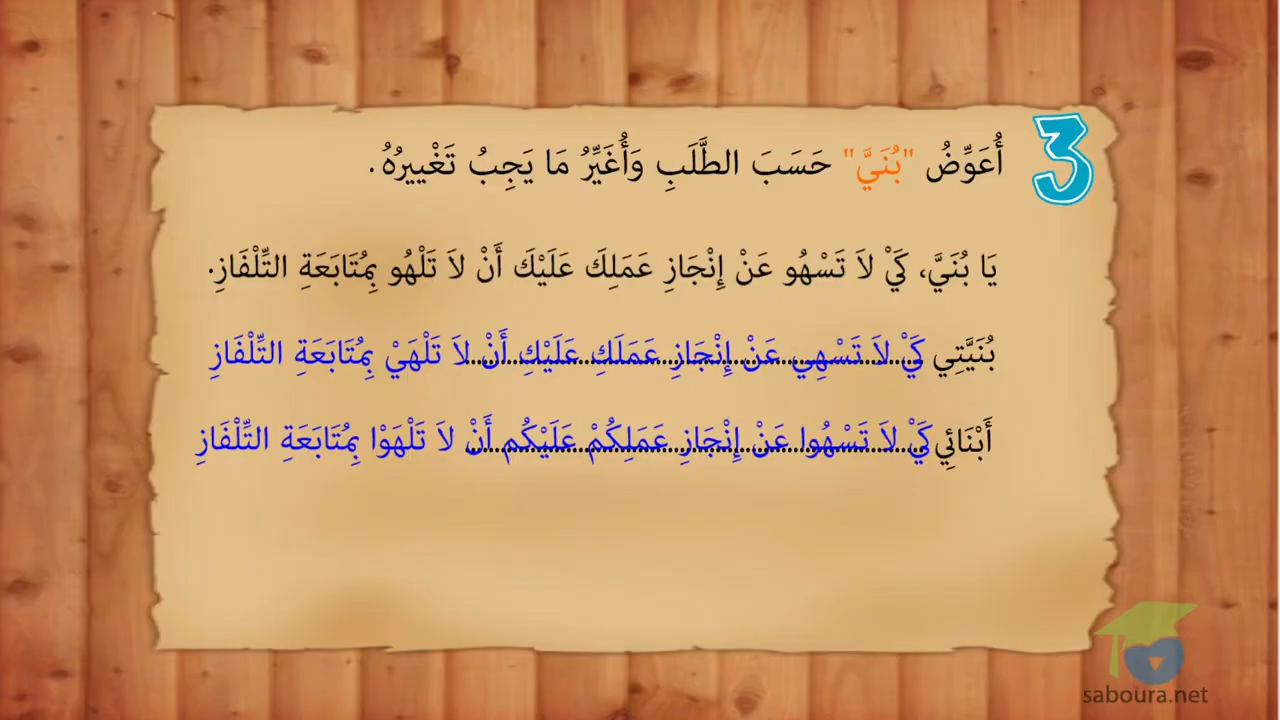 3
أُعَوِّضُ "بُنَيَّ" حَسَبَ الطَّلَبِ وَأُغَيِّرُ مَا يَجِبُ تَغْيِيرُهُ.
يَا بُنَيَّ، كَيْ لاَ تَسْهُو عَنْ إِنْجَازِ عَمَلِكَ عَلَيْكَ أَنْ لاَ تَلْهُو بِمُتَابَعَةِ التِّلْفَازِ.
بُنَيَّتِي كَيْ لاَ تَسْهِي عَنْ إِنْجَازِ عَمَلَكِ عَلَيْكِ أَنْ لاَ تَلْهَيْ بِمُتَابَعَةِ التِّلْفَازِ
أَبْنَائِي كَيْ لاَ تَسْهُوا عَنْ إِنْجَازِ عَمَلِكُمْ عَلَيْكُم أَنْ لاَ تَلْهَوْا بِمُتَابَعَةِ التِّلْفَازِ
saboura.net